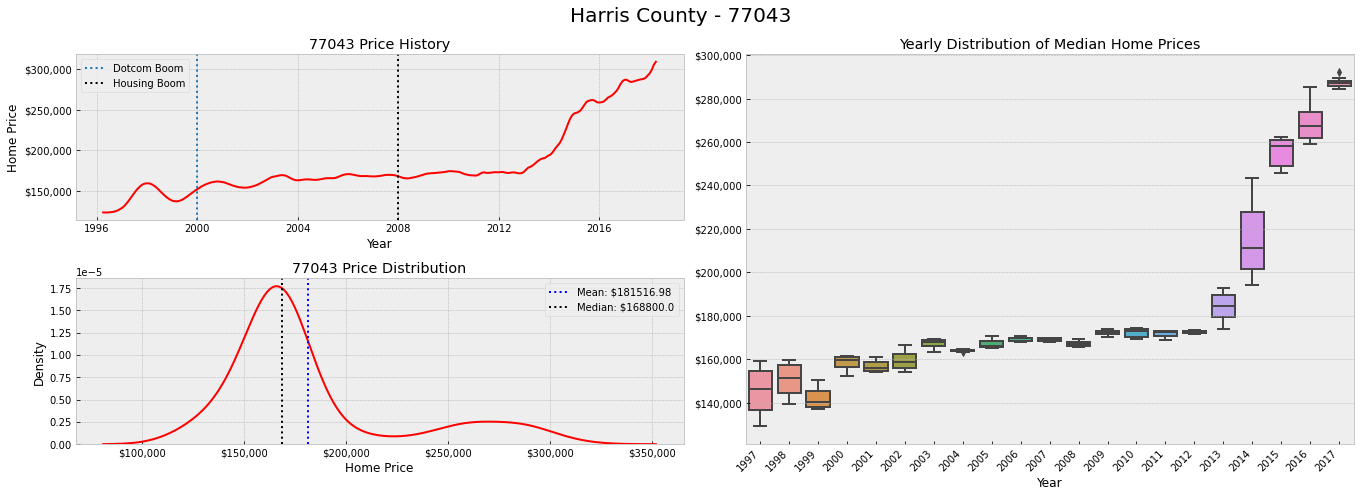 Harris County - 77043
77043 Price History
$300,000
$250,000
$200,000
$150,000
Home Price
Dotcom Boom
Housing Boom
1996 2000 2004 2008 2012 2016
Year
77043 Price Distribution
1e−5
1.75
1.50
1.25
1.00
0.75
0.50
0.25
0.00
Density
Mean: $181516.98
Median: $168800.0
$100,000 $150,000 $200,000 $250,000 $300,000 $350,000
Home Price
Yearly Distribution of Median Home Prices
$300,000
$280,000
$260,000
$240,000
$220,000
$200,000
$180,000
$160,000
$140,000
1997 1998 1999 2000 2001 2002 2003 2004 2005 2006 2007 2008 2009 2010 2011 2012 2013 2014 2015 2016 2017
Year